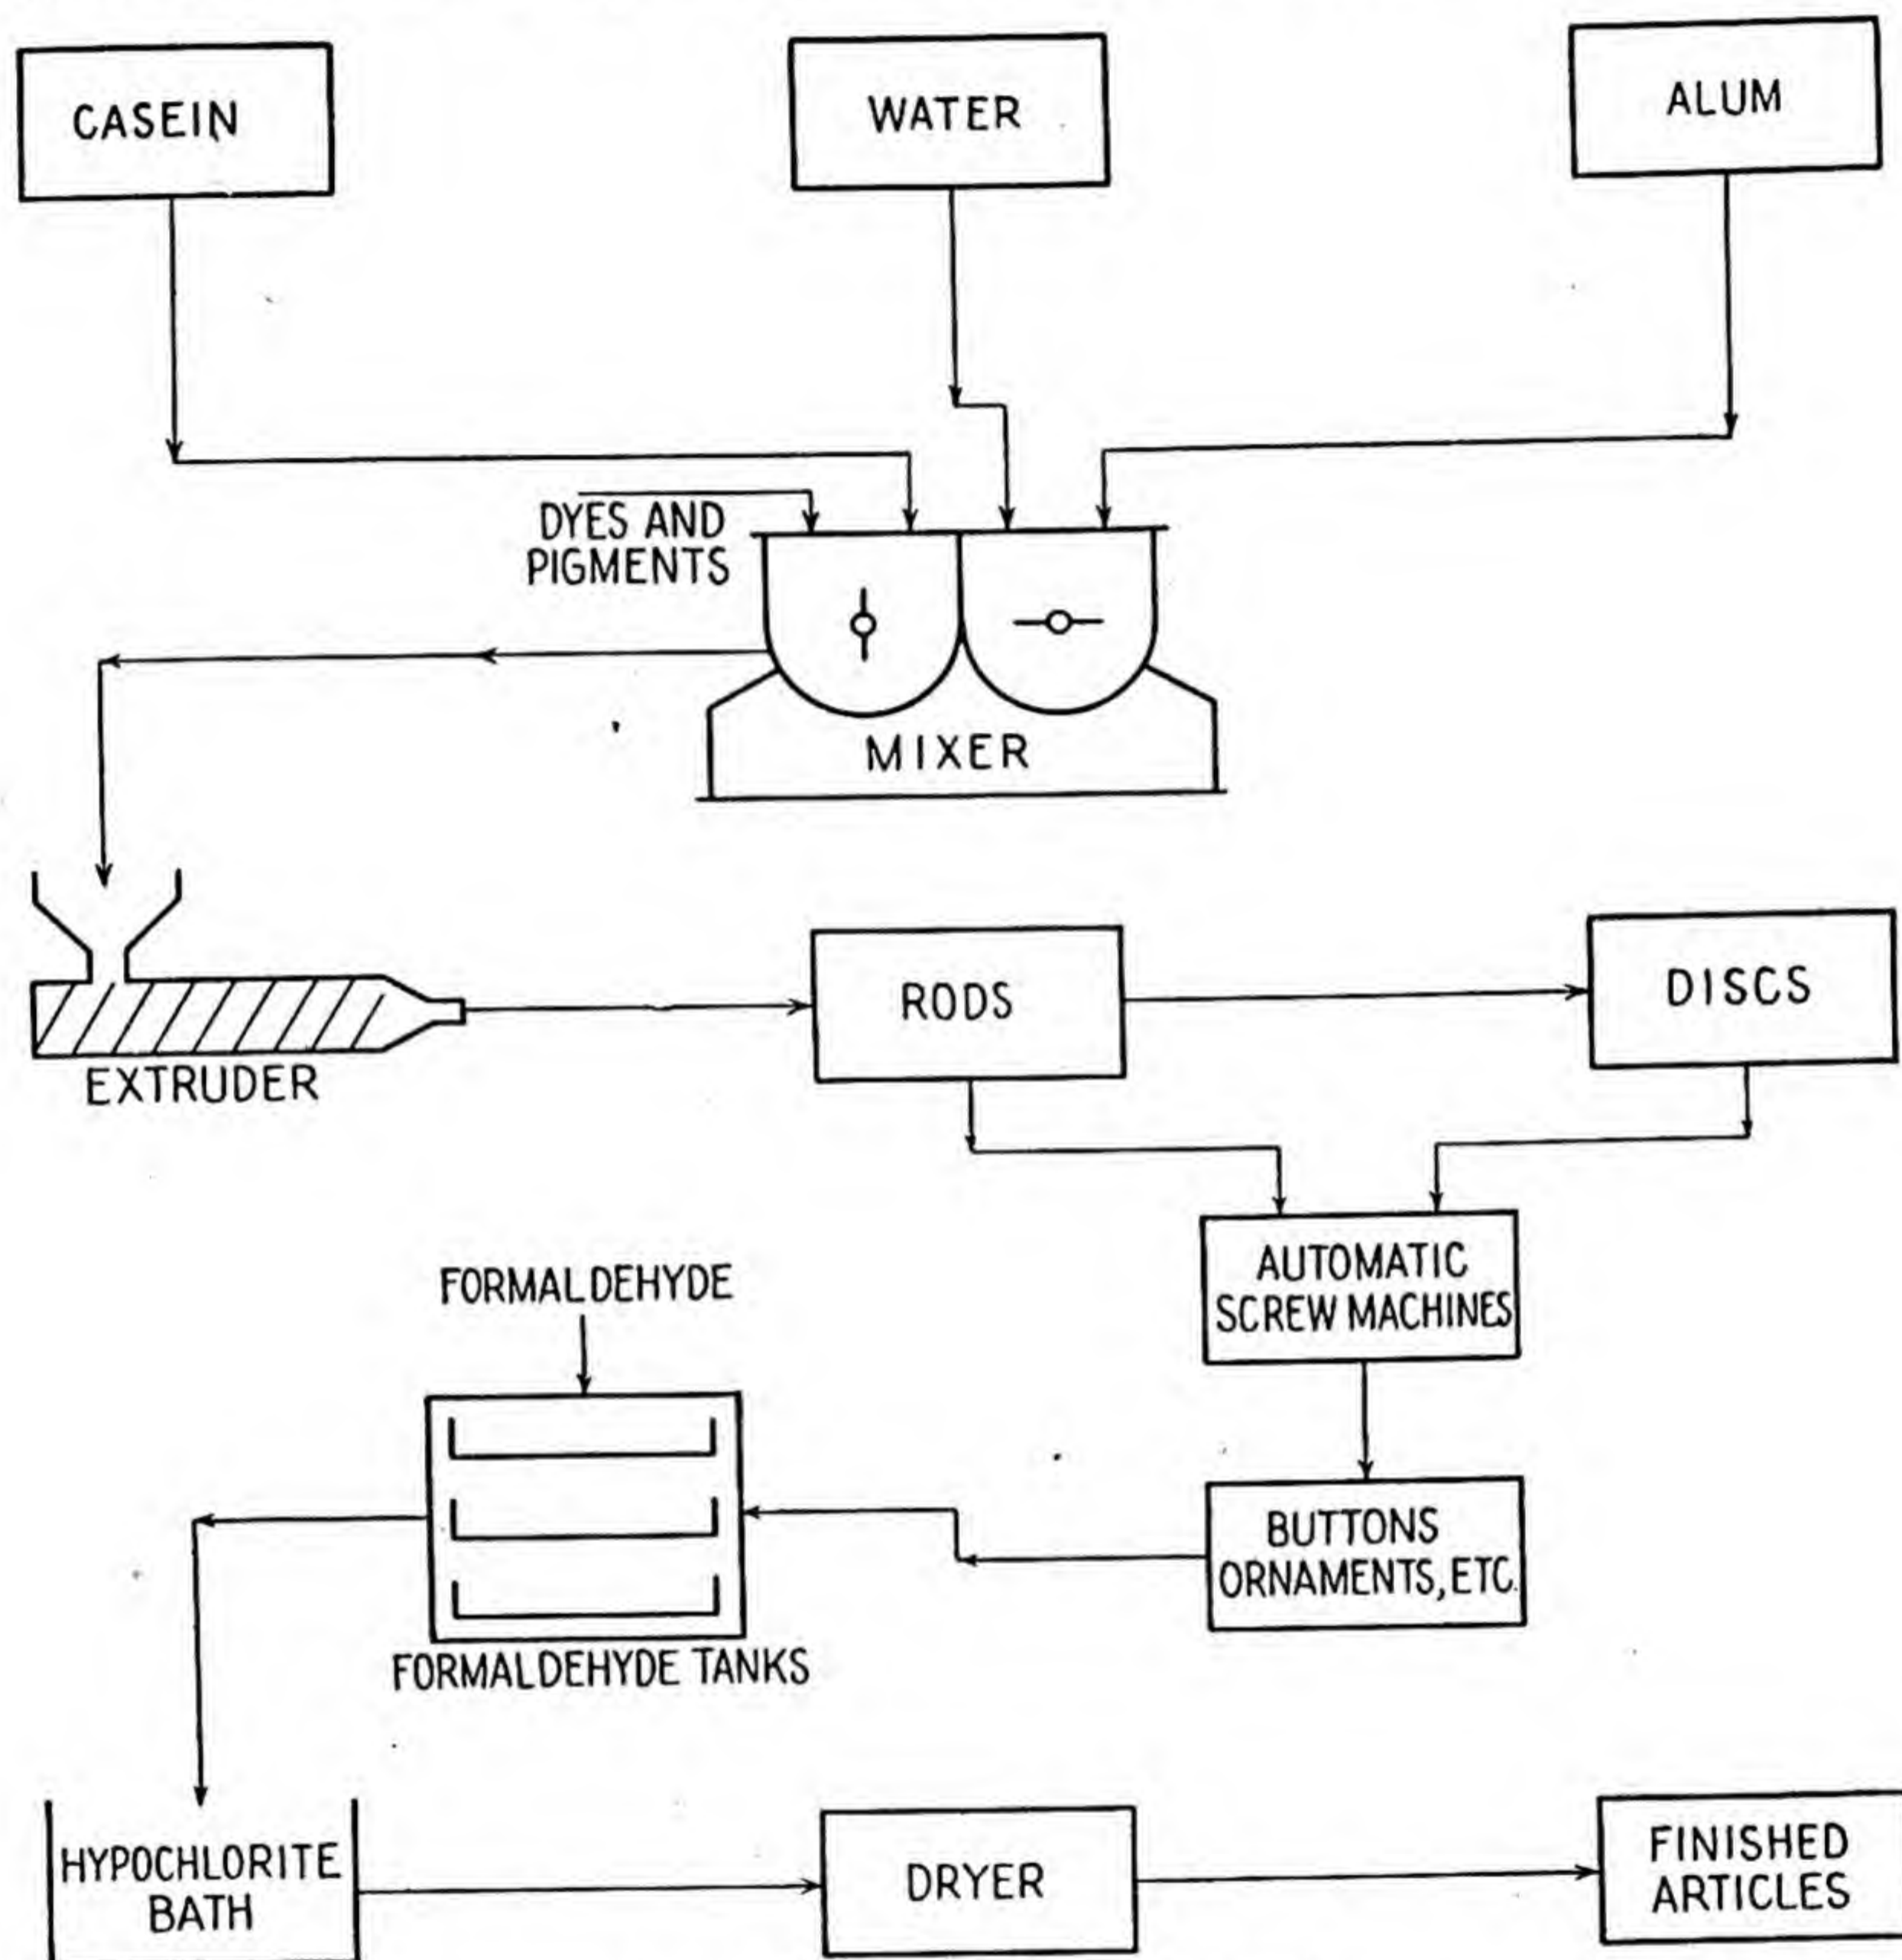 CASEIN
WATER
ALUM
DYES AND
PIGMENTS
MIXER
EXTRUDER
RODS
DISCS
AUTOMATIC
SCREW MACHINES
FORMALDEHYDE
BUTTONS
ORNAMENTS, ETC.
FORMALDEHYDE TANKS
HYPOCHLORITE
BATH
DRYER
FINISHED
ARTICLES